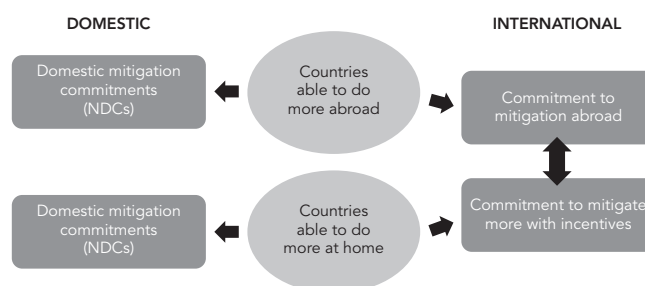 DOMESTIC
INTERNATIONAL
Domestic mitigation
commitments
(NDCs)
Countries
able to do
more abroad
Commitment to
mitigation abroad
Domestic mitigation
commitments
(NDCs)
Countries
able to do
more at home
Commitment to mitigate
more with incentives